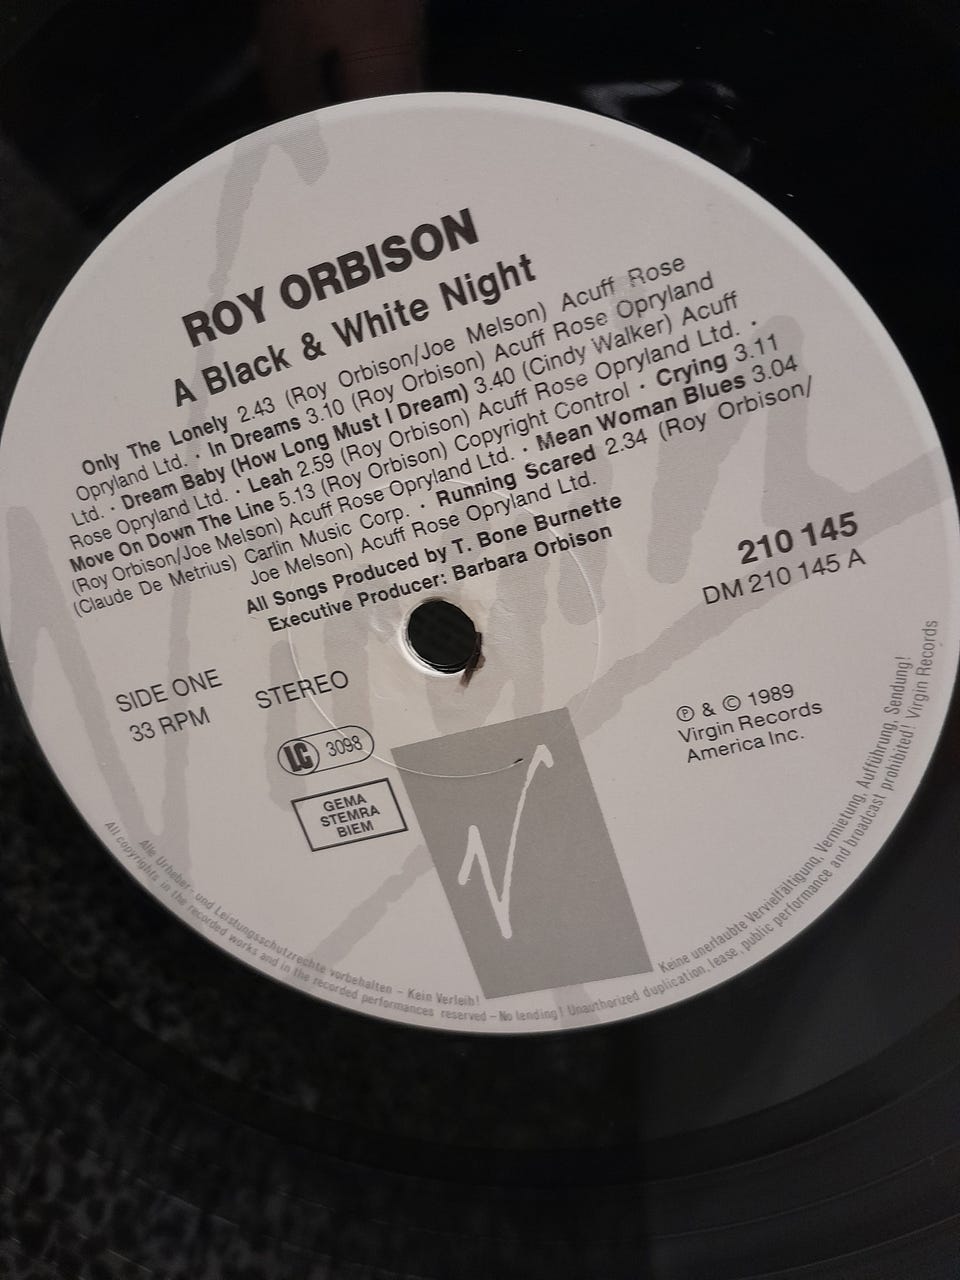 ROY ORBISON
A Black & White Night
Only The Lonely 2.43 (Roy Orbison/Joe Melson) Acuff Rose
Opryland Ltd. · In Dreams 3.10 (Roy Orbison) Acuff Rose Opryland
Ltd. · Dream Baby (How Long Must I Dream) 3.40 (Cindy Walker) Acuff
Rose Opryland Ltd. · Leah 2.59 (Roy Orbison) Acuff Rose Opryland Ltd. ·
Move On Down The Line 5.13 (Roy Orbison) Copyright Control · Crying 3.11
(Roy Orbison/Joe Melson) Acuff Rose Opryland Ltd. · Mean Woman Blues 3.04
(Claude De Metrius) Carlin Music Corp. · Running Scared 2.34 (Roy Orbison/
Joe Melson) Acuff Rose Opryland Ltd.
All Songs Produced by T. Bone Burnette
Executive Producer: Barbara Orbison
210 145
DM 210 145 A
SIDE ONE
33 RPM
STEREO
LC 3098
GEMA
STEMRA
BIEM
℗ & © 1989
Virgin Records
America Inc.
Virgin
V
Alle Urheber- und Leistungsschutzrechte vorbehalten – Kein Verleih! Keine unerlaubte Vervielfältigung, Vermietung, Aufführung, Sendung!
All copyrights in the recorded works and in the recorded performances reserved – No lending! Unauthorized duplication, lease, public performance and broadcast prohibited! Virgin Records